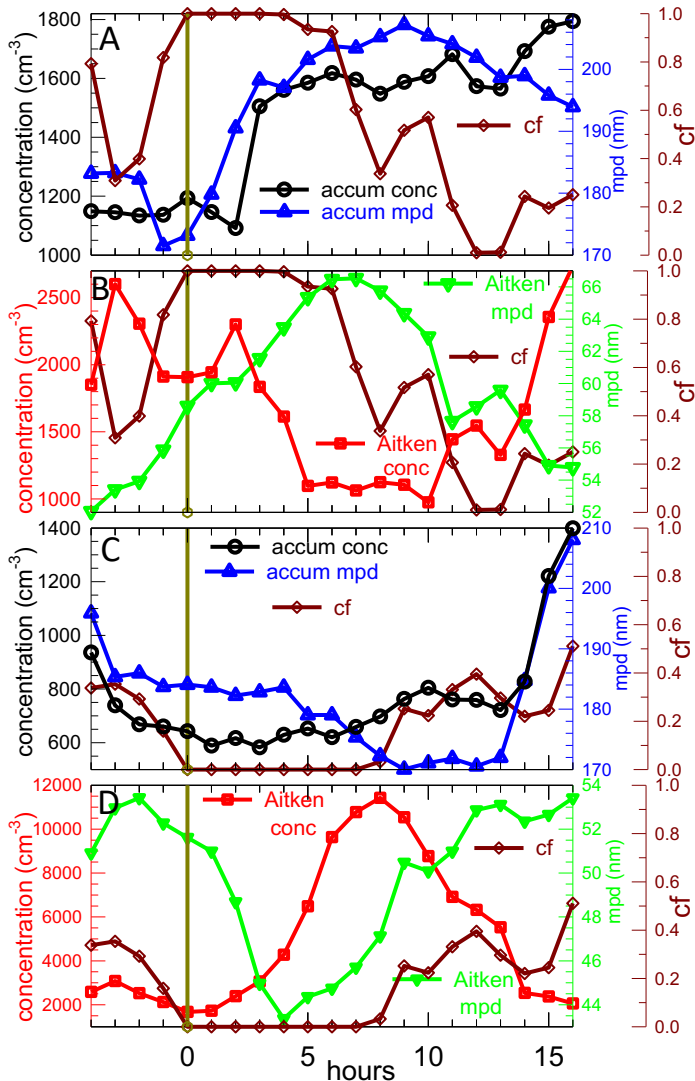 A
1800
1600
1400
1200
1000
concentration (cm⁻³)
cf
accum conc
accum mpd
200
190
180
170
mpd (nm)
1.0
0.8
0.6
0.4
0.2
0.0
cf
B
2500
2000
1500
1000
concentration (cm⁻³)
Aitken
mpd
cf
Aitken
conc
66
64
62
60
58
56
54
52
mpd (nm)
1.0
0.8
0.6
0.4
0.2
0.0
cf
C
1400
1200
1000
800
600
concentration (cm⁻³)
accum conc
accum mpd
cf
210
200
190
180
170
mpd (nm)
1.0
0.8
0.6
0.4
0.2
0.0
cf
D
12000
10000
8000
6000
4000
2000
concentration (cm⁻³)
Aitken
conc
cf
Aitken
mpd
54
52
50
48
46
44
mpd (nm)
1.0
0.8
0.6
0.4
0.2
0.0
cf
0 5 10 15
hours